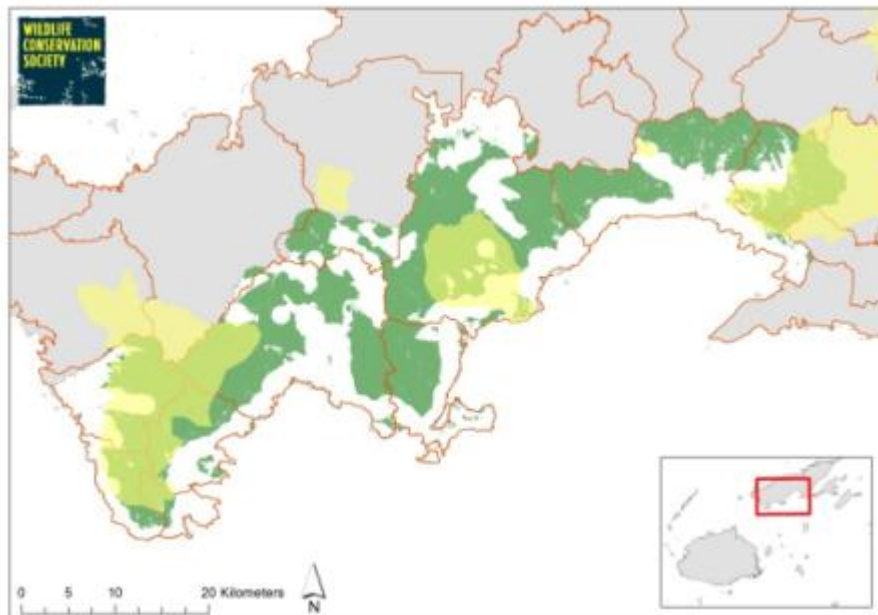 WILDLIFE
CONSERVATION
SOCIETY
0 5 10 20 Kilometers
N